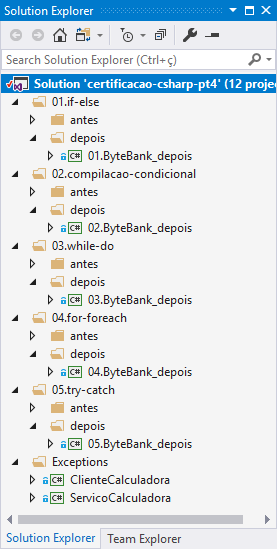 Solution Explorer
Search Solution Explorer (Ctrl+ç)
Solution 'certificacao-csharp-pt4' (12 proje
01.if-else
antes
depois
C# 01.ByteBank_depois
02.compilacao-condicional
antes
depois
C# 02.ByteBank_depois
03.while-do
antes
depois
C# 03.ByteBank_depois
04.for-foreach
antes
depois
C# 04.ByteBank_depois
05.try-catch
antes
depois
C# 05.ByteBank_depois
Exceptions
C# ClienteCalculadora
C# ServicoCalculadora
Solution Explorer Team Explorer